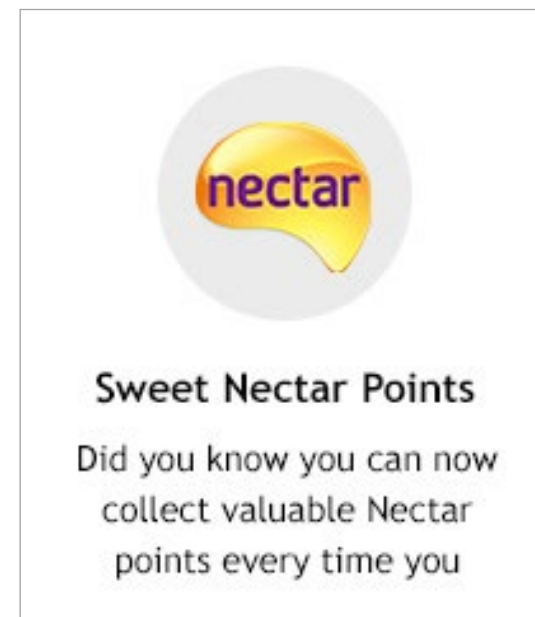 nectar
Sweet Nectar Points
Did you know you can now
collect valuable Nectar
points every time you